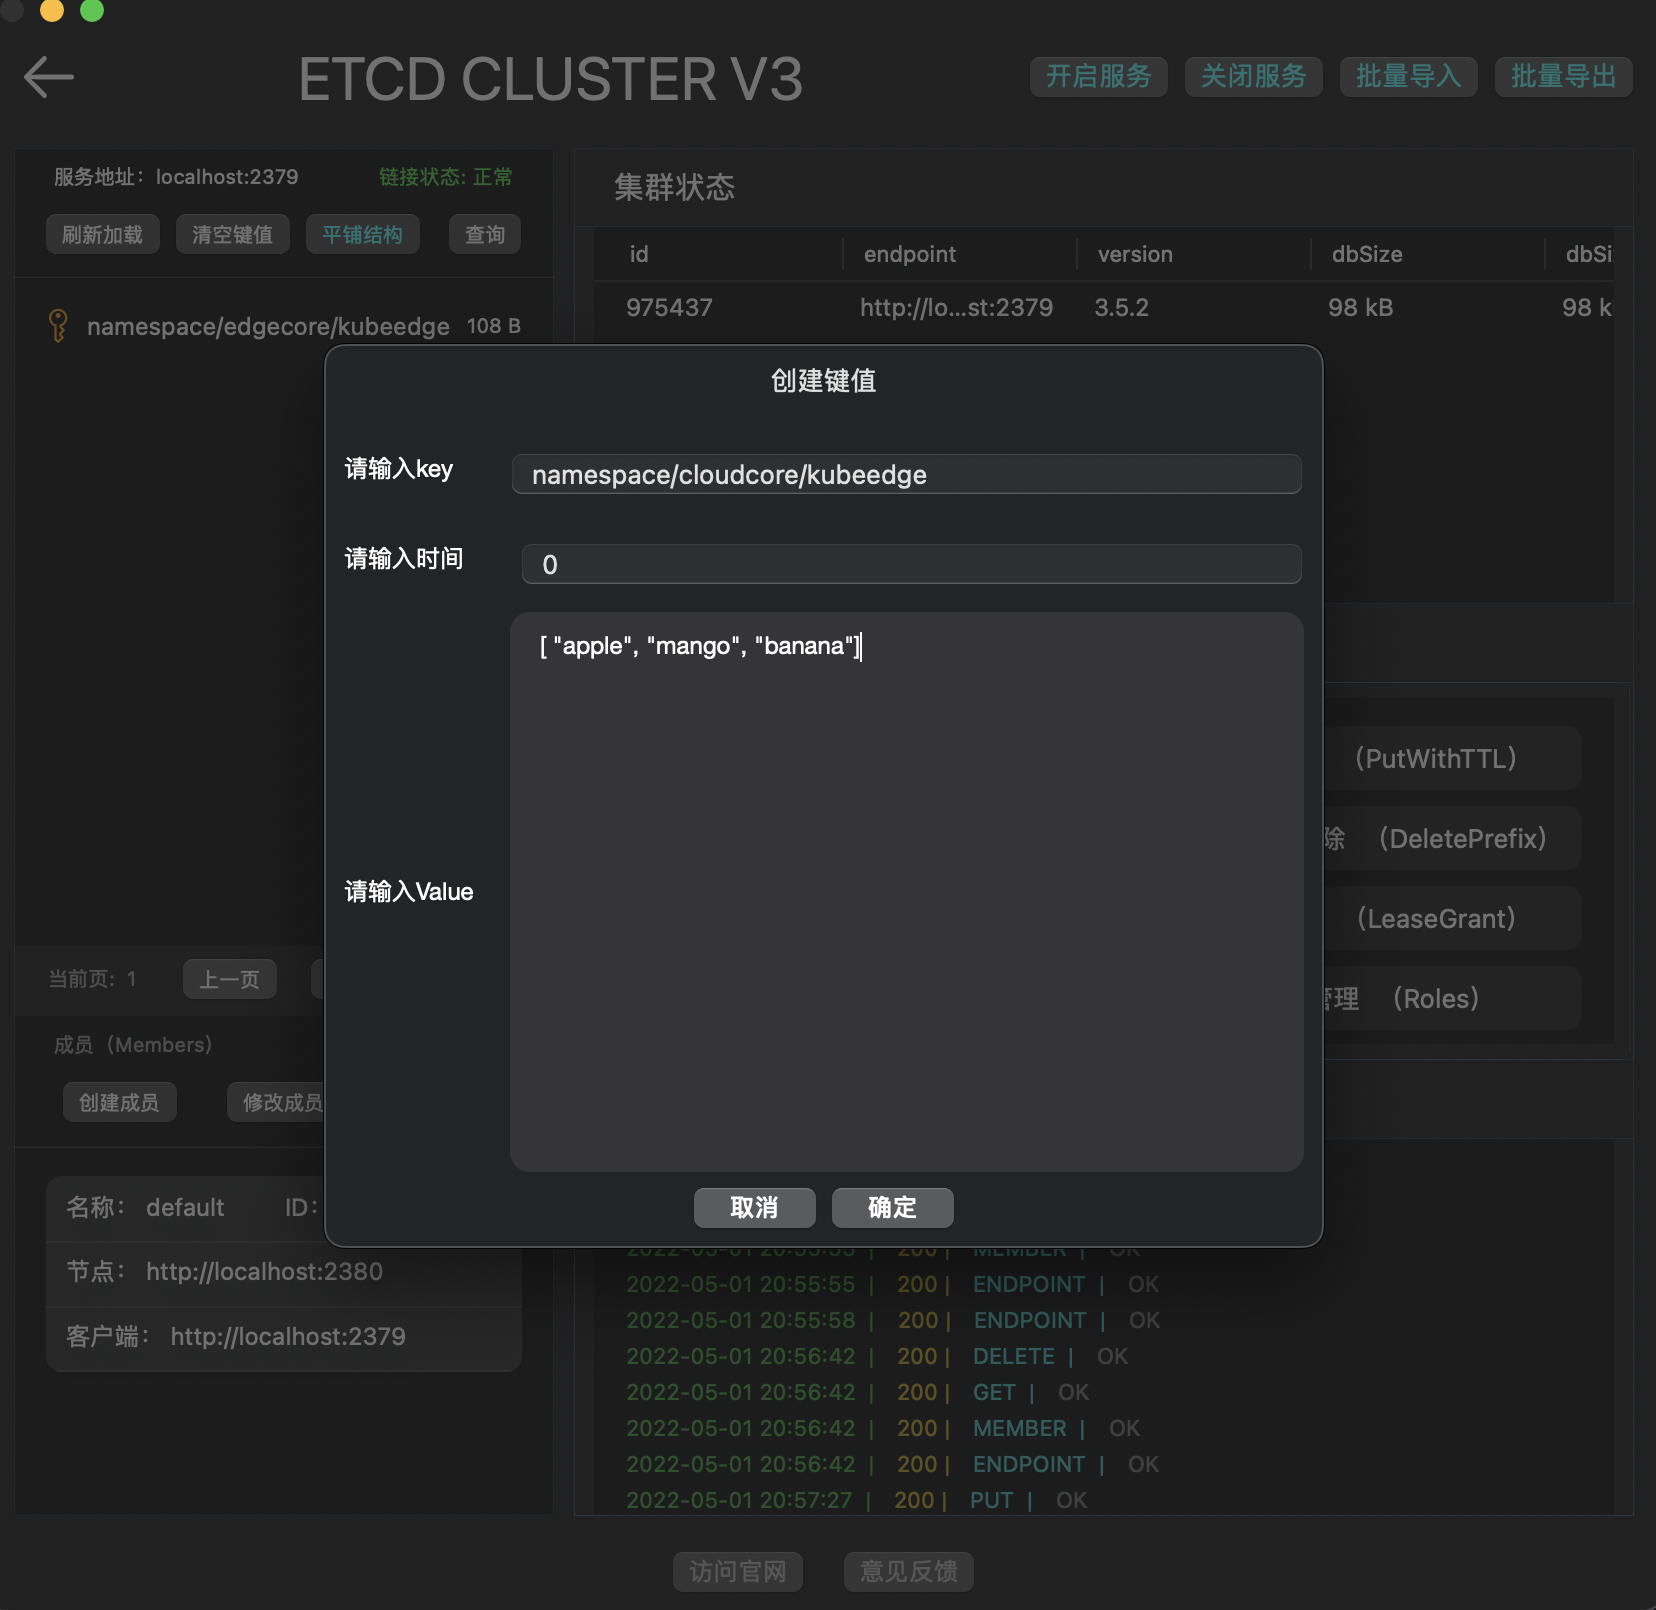 ETCD CLUSTER V3
开启服务
关闭服务
批量导入
批量导出
服务地址：localhost:2379
链接状态: 正常
刷新加载
清空键值
平铺结构
查询
namespace/edgecore/kubeedge 108 B
集群状态
id endpoint version dbSize
975437 http://lo...st:2379 3.5.2 98 kB
创建键值
请输入key
namespace/cloudcore/kubeedge
请输入时间
0
请输入Value
[ "apple", "mango", "banana"]
取消
确定
（PutWithTTL）
除 （DeletePrefix）
（LeaseGrant）
管理 （Roles）
当前页: 1
上一页
成员（Members）
创建成员
修改成员
名称： default ID:
节点： http://localhost:2380
客户端： http://localhost:2379
2022-05-01 20:55:55 | 200 | MEMBER | OK
2022-05-01 20:55:55 | 200 | ENDPOINT | OK
2022-05-01 20:55:58 | 200 | ENDPOINT | OK
2022-05-01 20:56:42 | 200 | DELETE | OK
2022-05-01 20:56:42 | 200 | GET | OK
2022-05-01 20:56:42 | 200 | MEMBER | OK
2022-05-01 20:56:42 | 200 | ENDPOINT | OK
2022-05-01 20:57:27 | 200 | PUT | OK
访问官网
意见反馈